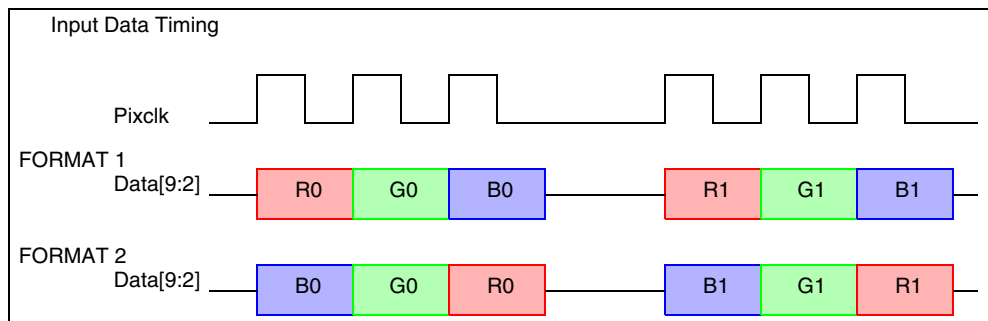 Input Data Timing
Pixclk
FORMAT 1
Data[9:2]
R0 G0 B0 R1 G1 B1
FORMAT 2
Data[9:2]
B0 G0 R0 B1 G1 R1